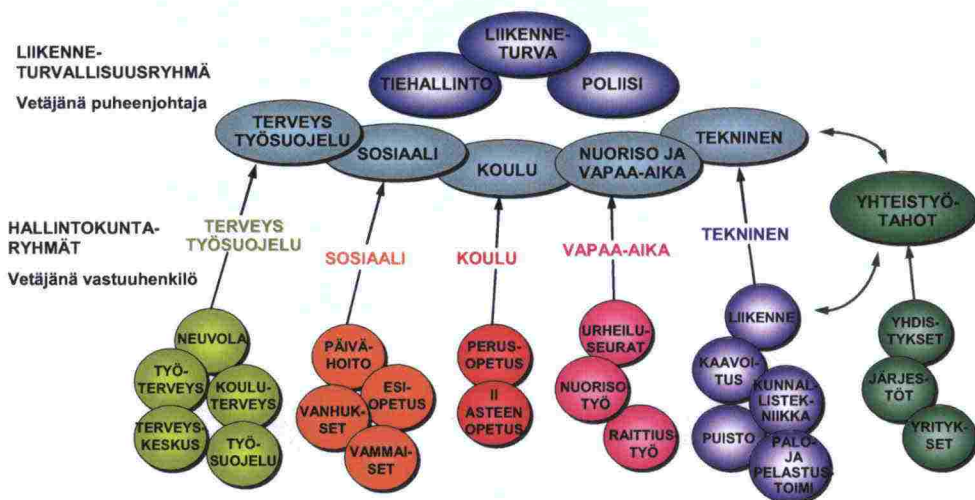 LIIKENNE-
TURVALLISUUSRYHMÄ
Vetäjänä puheenjohtaja
LIIKENNE-
TURVA
TIEHALLINTO
POLIISI
TERVEYS
TYÖSUOJELU
SOSIAALI
KOULU
NUORISO JA
VAPAA-AIKA
TEKNINEN
YHTEISTYÖ-
TAHOT
HALLINTOKUNTA-
RYHMÄT
Vetäjänä vastuuhenkilö
TERVEYS
TYÖSUOJELU
SOSIAALI
KOULU
VAPAA-AIKA
TEKNINEN
NEUVOLA
TYÖ-
TERVEYS
KOULU-
TERVEYS
TERVEYS-
KESKUS
TYÖ-
SUOJELU
PÄIVÄ-
HOITO
ESI-
OPETUS
VANHUK-
SET
VAMMAI-
SET
PERUS-
OPETUS
II
ASTEEN
OPETUS
URHEILU-
SEURAT
NUORISO
TYÖ
RAITTIUS-
TYÖ
LIIKENNE
KAAVOI-
TUS
KUNNAL-
LISTEK-
NIIKKA
PUISTO
PALO-
JA
PELASTUS-
TOIMI
YHDIS-
TYKSET
JÄRJES-
TÖT
YRITYK-
SET